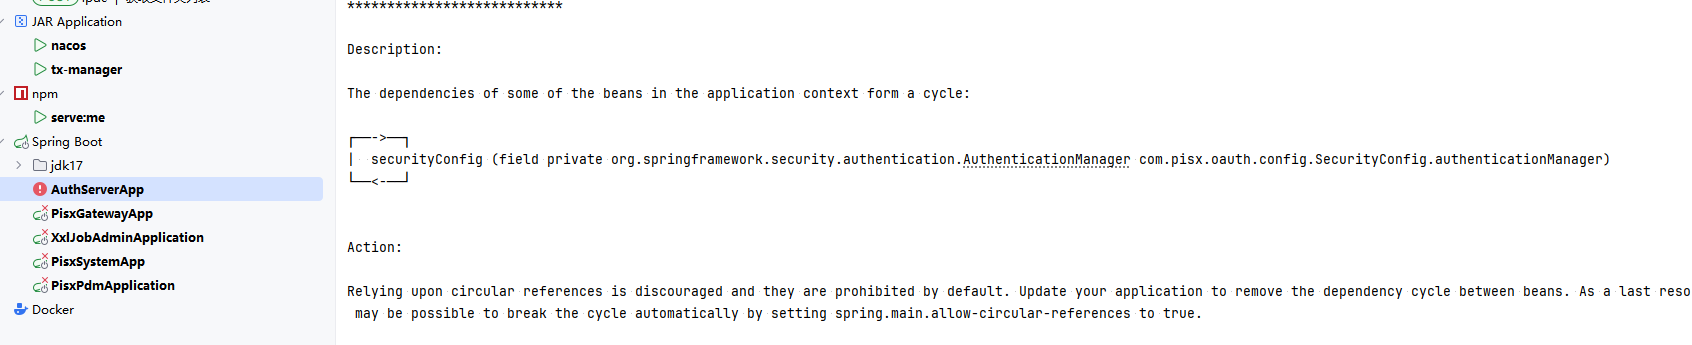 JAR Application
nacos
tx-manager
npm
serve:me
Spring Boot
jdk17
AuthServerApp
PisxGatewayApp
XxlJobAdminApplication
PisxSystemApp
PisxPdmApplication
Docker
***************************
Description:
The dependencies of some of the beans in the application context form a cycle:
┌──->──┐
|  securityConfig (field private org.springframework.security.authentication.AuthenticationManager com.pisx.oauth.config.SecurityConfig.authenticationManager)
└──<-──┘
Action:
Relying upon circular references is discouraged and they are prohibited by default. Update your application to remove the dependency cycle between beans. As a last reso
may be possible to break the cycle automatically by setting spring.main.allow-circular-references to true.